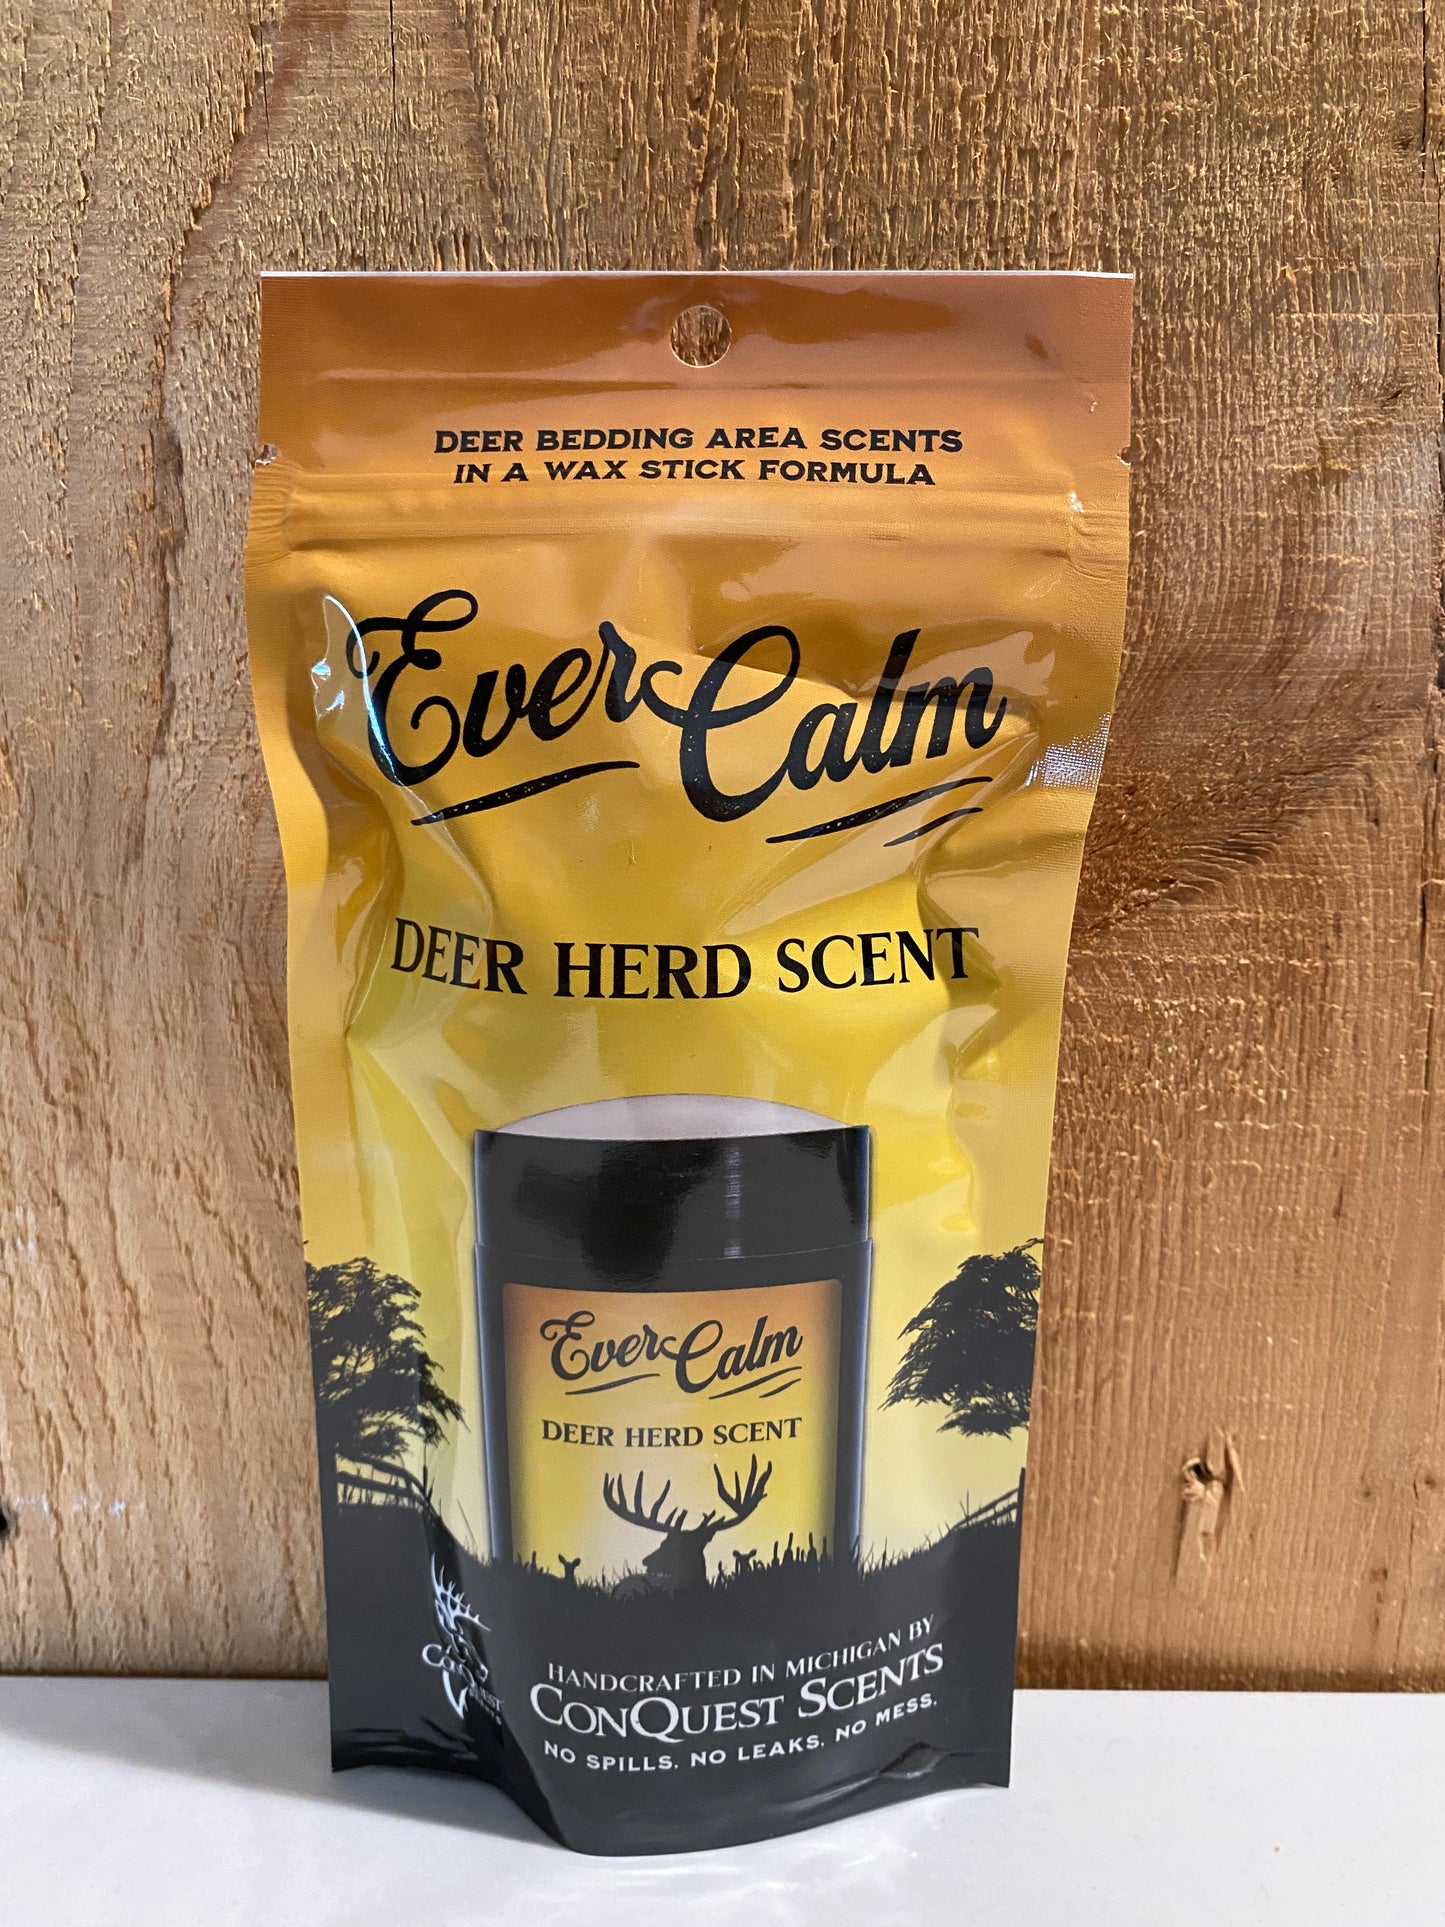 DEER BEDDING AREA SCENTS
IN A WAX STICK FORMULA
EverCalm
DEER HERD SCENT
EverCalm
DEER HERD SCENT
HANDCRAFTED IN MICHIGAN BY
CONQUEST SCENTS
NO SPILLS. NO LEAKS. NO MESS.
CONQUEST